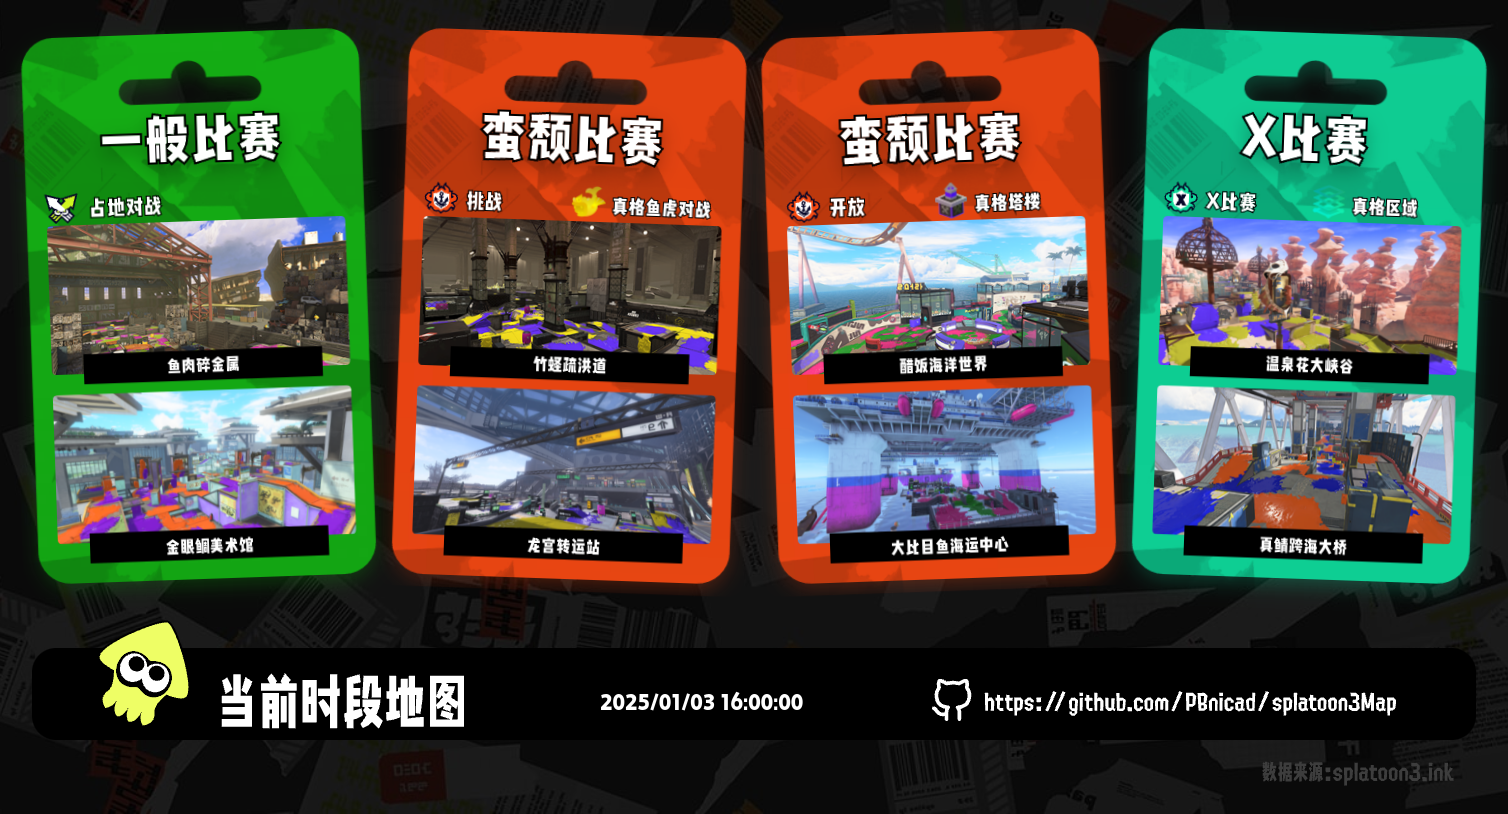 一般比赛
占地对战
鱼肉碎金属
金眼鲷美术馆
蛮颓比赛
挑战
真格鱼虎对战
竹蛏疏洪道
龙宫转运站
蛮颓比赛
开放
真格塔楼
醋饭海洋世界
大比目鱼海运中心
X比赛
X比赛
真格区域
温泉花大峡谷
真鲭跨海大桥
当前时段地图
2025/01/03 16:00:00
https://github.com/PBnicad/splatoon3Map
数据来源:splatoon3.ink